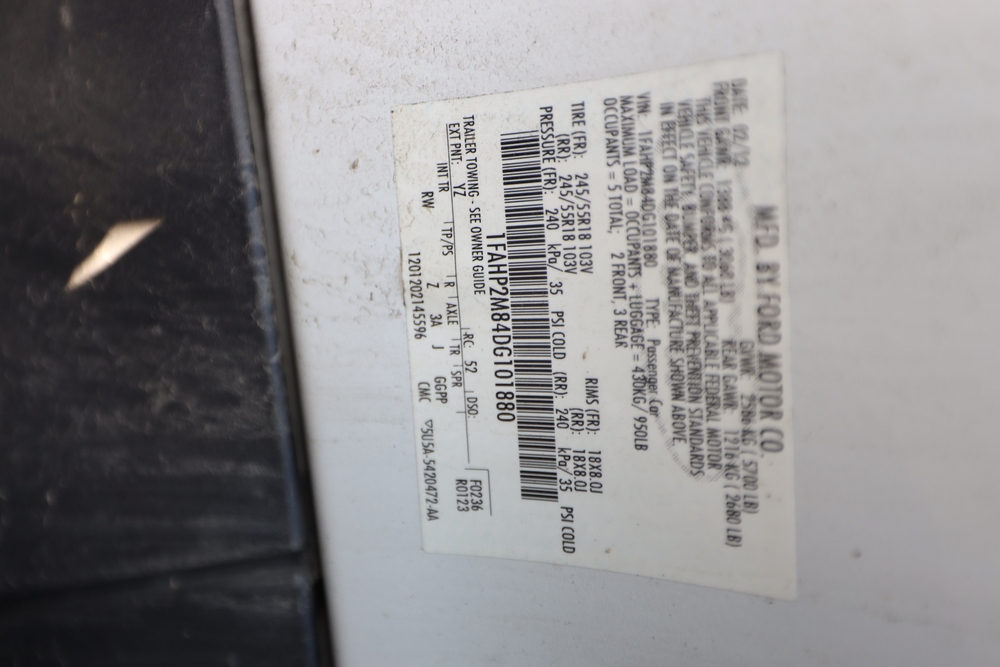 MFD. BY FORD MOTOR CO.
DATE: 02/12 GVWR: 2586 KG ( 5700 LB)
FRONT GAWR: 1388 KG ( 3060 LB) REAR GAWR: 1216 KG ( 2680 LB)
THIS VEHICLE CONFORMS TO ALL APPLICABLE FEDERAL MOTOR
VEHICLE SAFETY, BUMPER, AND THEFT PREVENTION STANDARDS
IN EFFECT ON THE DATE OF MANUFACTURE SHOWN ABOVE.
VIN: 1FAHP2M84DG101880 TYPE: Passenger Car
MAXIMUM LOAD = OCCUPANTS + LUGGAGE = 430KG/ 950LB
OCCUPANTS = 5 TOTAL; 2 FRONT, 3 REAR
TIRE (FR): 245/55R18 103V RIMS (FR): 18X8.0J
(RR): 245/55R18 103V (RR): 18X8.0J
PRESSURE (FR): 240 kPa/ 35 PSI COLD (RR): 240 kPa/ 35 PSI COLD
1FAHP2M84DG101880
TRAILER TOWING - SEE OWNER GUIDE F0236
EXT PNT: YZ RC: 52 DSO: R0123
INT TR TP/PS R AXLE TR SPR
RW Z 3A J GGPP
1201202145596 CMC 5U5A-5420472-AA